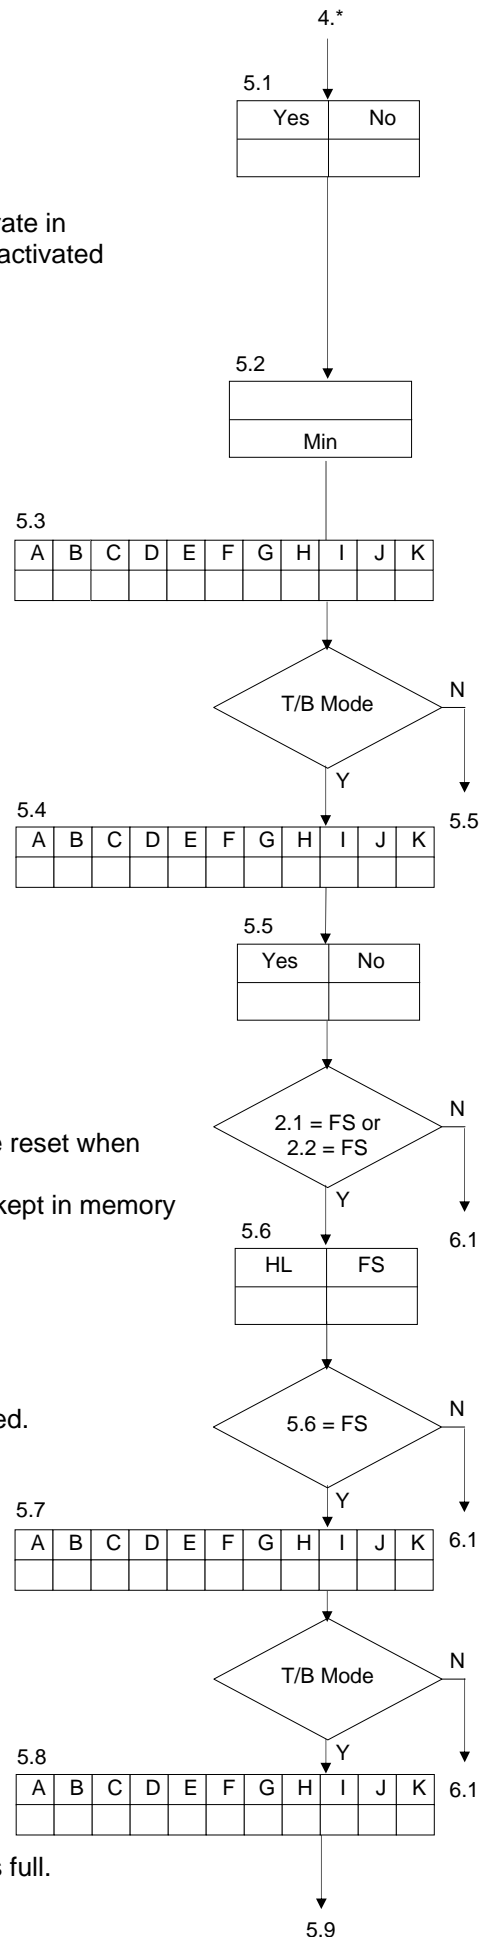 4.*
5.1
Yes No
rate in
activated
5.2
Min
5.3
A B C D E F G H I J K
T/B Mode
N
Y
5.5
5.4
A B C D E F G H I J K
5.5
Yes No
2.1 = FS or
2.2 = FS
N
e reset when
Y
kept in memory
6.1
5.6
HL FS
5.6 = FS
N
ed.
Y
6.1
5.7
A B C D E F G H I J K
T/B Mode
N
Y
6.1
5.8
A B C D E F G H I J K
s full.
5.9